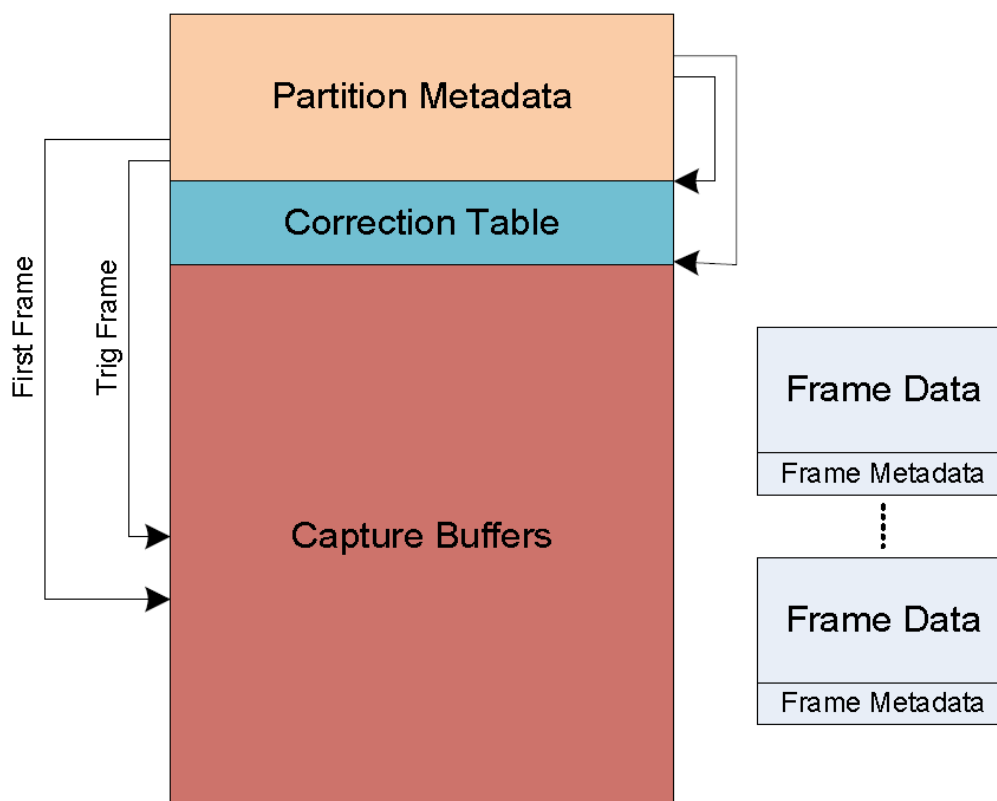 Partition Metadata
Correction Table
First Frame
Trig Frame
Capture Buffers
Frame Data
Frame Metadata
Frame Data
Frame Metadata